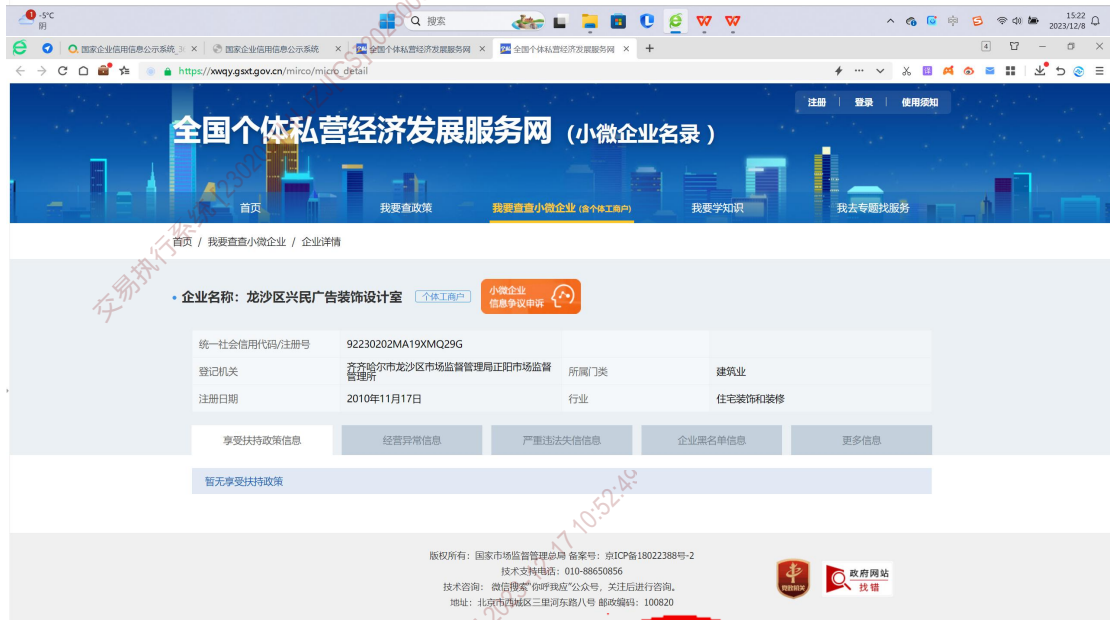 -5°C
阴
搜索
15:22
2023/12/8
国家企业信用信息公示系统_3
国家企业信用信息公示系统
全国个体私营经济发展服务网
全国个体私营经济发展服务网
4
https://xwqy.gsxt.gov.cn/mirco/micro_detail
注册
登录
使用须知
全国个体私营经济发展服务网（小微企业名录）
首页
我要查政策
我要查查小微企业 (含个体工商户)
我要学知识
我去专题找服务
首页 / 我要查查小微企业 / 企业详情
企业名称：龙沙区兴民广告装饰设计室
个体工商户
小微企业
信息争议申诉
统一社会信用代码/注册号
92230202MA19XMQ29G
登记机关
齐齐哈尔市龙沙区市场监督管理局正阳市场监督
管理所
所属门类
建筑业
注册日期
2010年11月17日
行业
住宅装饰和装修
享受扶持政策信息
经营异常信息
严重违法失信信息
企业黑名单信息
更多信息
暂无享受扶持政策
版权所有：国家市场监督管理总局 备案号：京ICP备18022388号-2
技术支持电话：010-88650856
技术咨询：微信搜索“你呼我应”公众号，关注后进行咨询。
地址：北京市西城区三里河东路八号 邮政编码：100820
党政机关
政府网站
找错
交易执行系统
2023-12-17 10:52:49